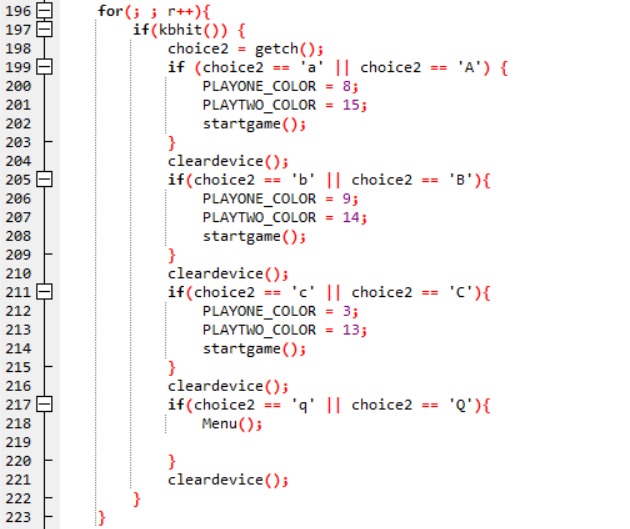 196 for(; ; r++){
197 if(kbhit()) {
198 choice2 = getch();
199 if (choice2 == 'a' || choice2 == 'A') {
200 PLAYONE_COLOR = 8;
201 PLAYTWO_COLOR = 15;
202 startgame();
203 }
204 cleardevice();
205 if(choice2 == 'b' || choice2 == 'B'){
206 PLAYONE_COLOR = 9;
207 PLAYTWO_COLOR = 14;
208 startgame();
209 }
210 cleardevice();
211 if(choice2 == 'c' || choice2 == 'C'){
212 PLAYONE_COLOR = 3;
213 PLAYTWO_COLOR = 13;
214 startgame();
215 }
216 cleardevice();
217 if(choice2 == 'q' || choice2 == 'Q'){
218 Menu();
219
220 }
221 cleardevice();
222 }
223 }